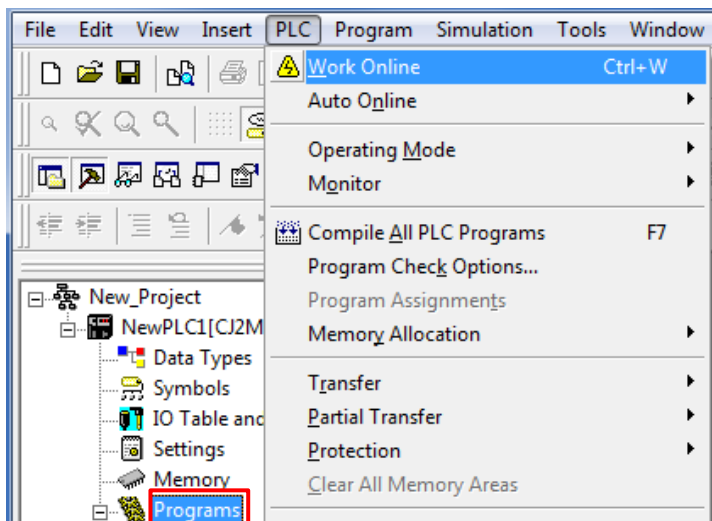 File Edit View Insert PLC Program Simulation Tools Window
Work Online Ctrl+W
Auto Online
Operating Mode
Monitor
Compile All PLC Programs F7
Program Check Options...
Program Assignments
Memory Allocation
Transfer
Partial Transfer
Protection
Clear All Memory Areas
New_Project
NewPLC1[CJ2M
Data Types
Symbols
IO Table and
Settings
Memory
Programs